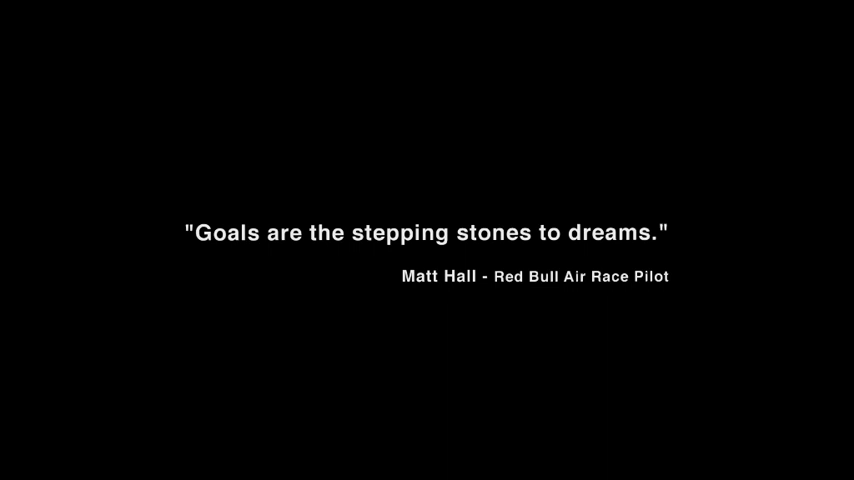 "Goals are the stepping stones to dreams."
Matt Hall - Red Bull Air Race Pilot